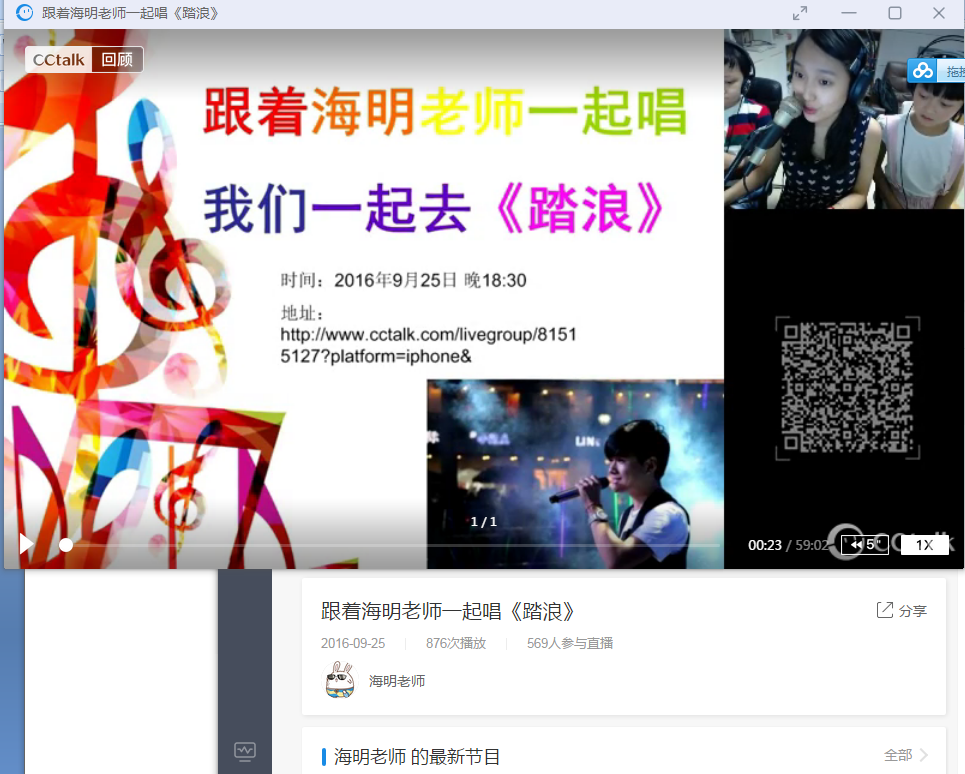 跟着海明老师一起唱《踏浪》
CCtalk 回顾
跟着海明老师一起唱
我们一起去《踏浪》
时间：2016年9月25日 晚18:30
地址：
http://www.cctalk.com/livegroup/8151
5127?platform=iphone&
1 / 1
00:23 / 59:02
5"
1X
跟着海明老师一起唱《踏浪》
分享
2016-09-25 876次播放 569人参与直播
海明老师
海明老师 的最新节目
全部